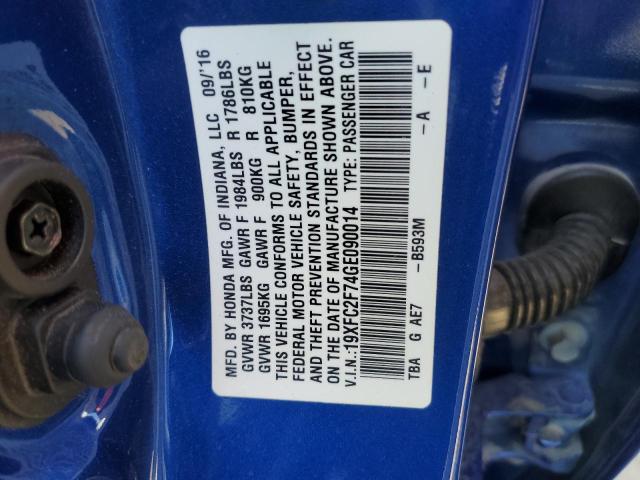 MFD. BY HONDA MFG. OF INDIANA, LLC 09/'16
GVWR 3737LBS GAWR F 1984LBS R 1786LBS
GVWR 1695KG GAWR F 900KG R 810KG
THIS VEHICLE CONFORMS TO ALL APPLICABLE
FEDERAL MOTOR VEHICLE SAFETY, BUMPER,
AND THEFT PREVENTION STANDARDS IN EFFECT
ON THE DATE OF MANUFACTURE SHOWN ABOVE.
V.I.N.:19XFC2F74GE090014 TYPE: PASSENGER CAR
TBA G AE7 -B593M -A -E